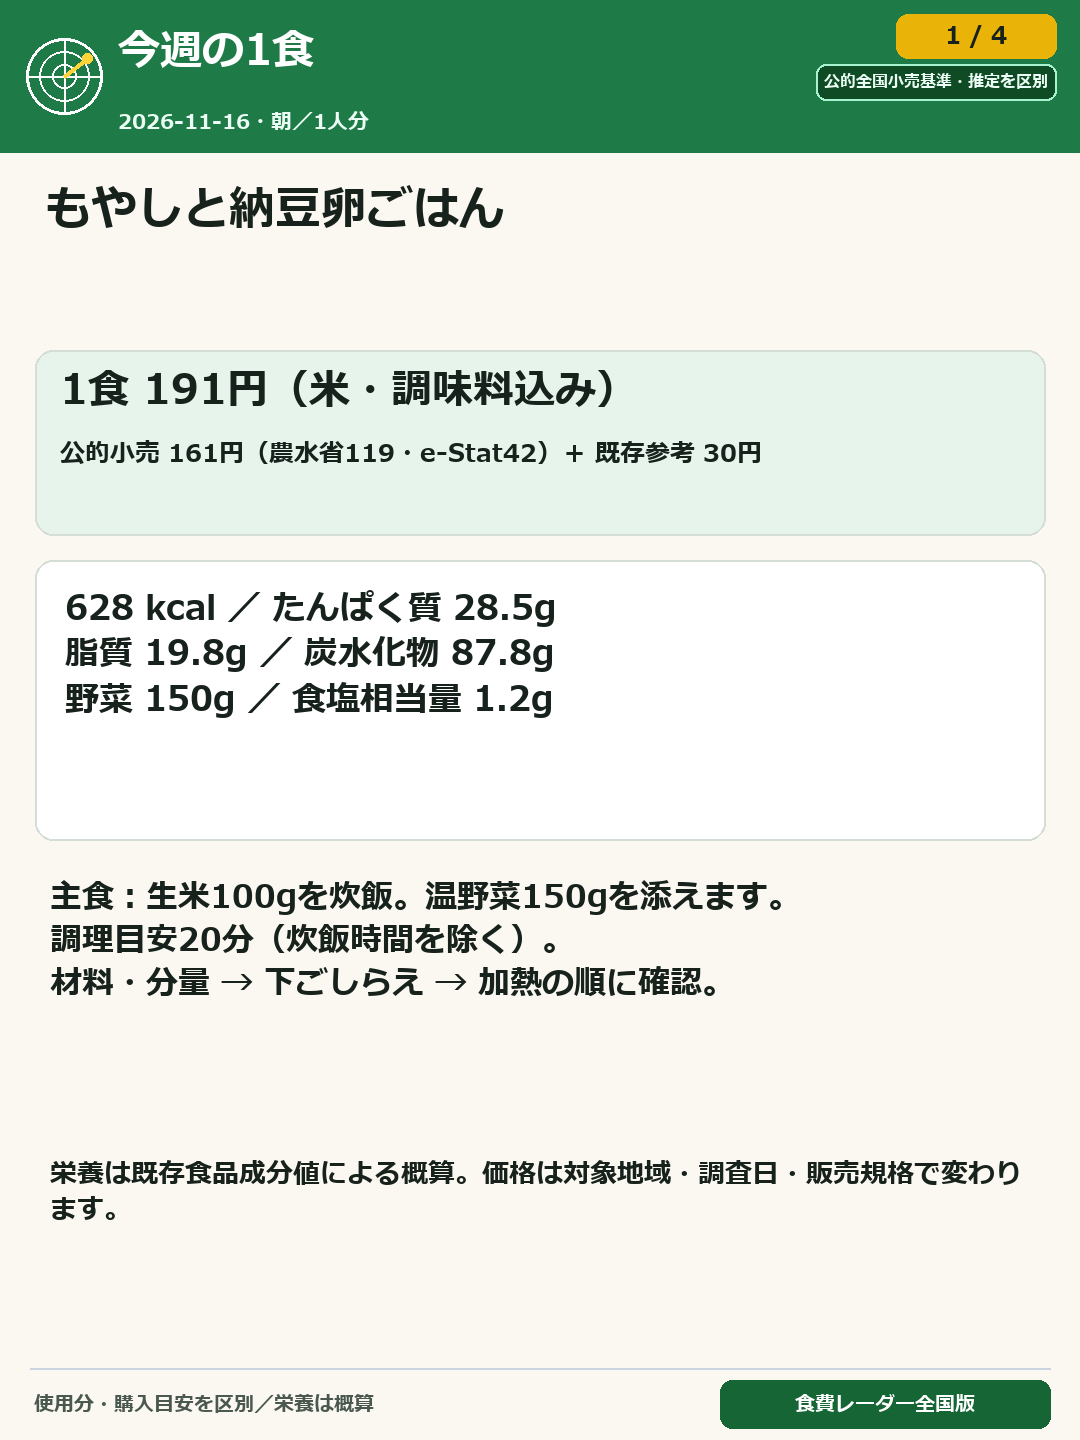 今週の1食
1 / 4
公的全国小売基準・推定を区別
2026-11-16・朝／1人分
もやしと納豆卵ごはん
1食 191円（米・調味料込み）
公的小売 161円（農水省119・e-Stat42）＋ 既存参考 30円
628 kcal ／ たんぱく質 28.5g
脂質 19.8g ／ 炭水化物 87.8g
野菜 150g ／ 食塩相当量 1.2g
主食：生米100gを炊飯。温野菜150gを添えます。
調理目安20分（炊飯時間を除く）。
材料・分量 → 下ごしらえ → 加熱の順に確認。
栄養は既存食品成分値による概算。価格は対象地域・調査日・販売規格で変わり
ます。
使用分・購入目安を区別／栄養は概算
食費レーダー全国版